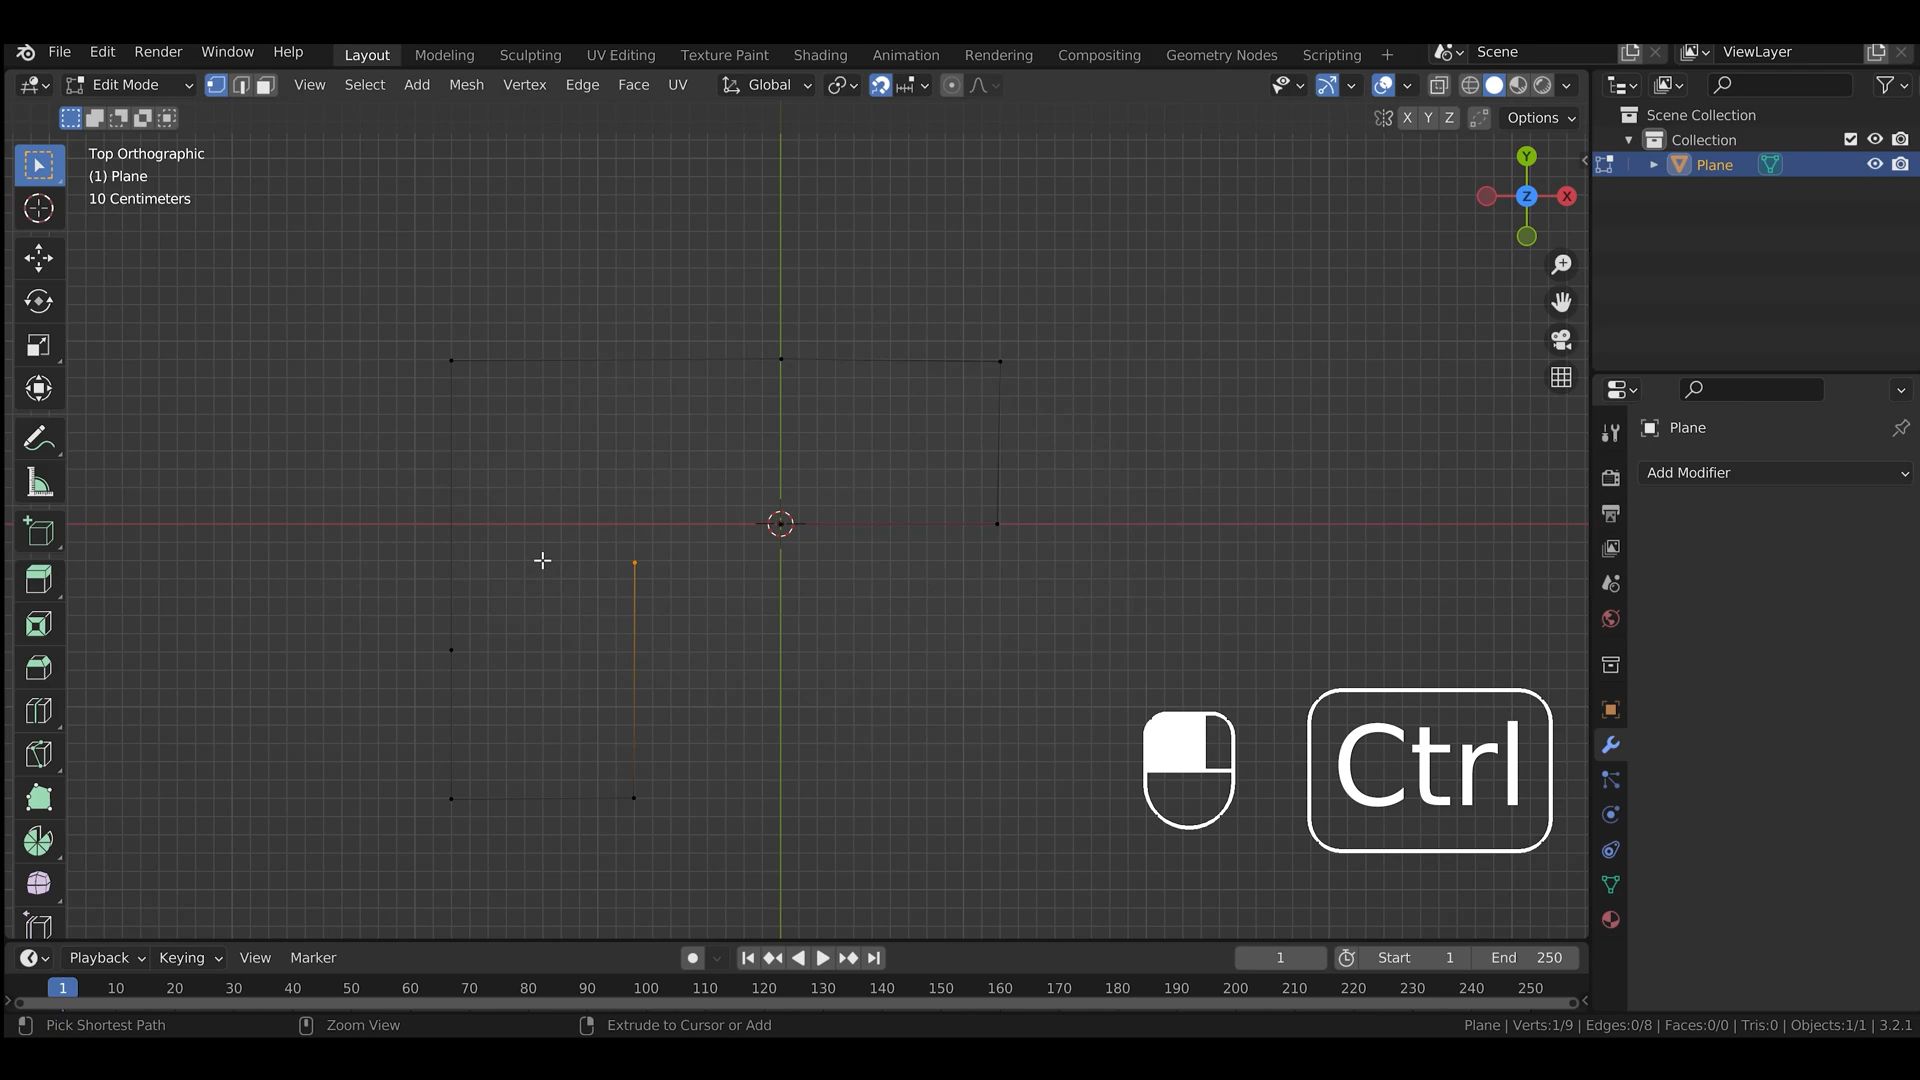 File Edit Render Window Help Layout Modeling Sculpting UV Editing Texture Paint Shading Animation Rendering Compositing Geometry Nodes Scripting + Scene ViewLayer
Edit Mode View Select Add Mesh Vertex Edge Face UV Global
X Y Z Options
Scene Collection
Collection
Plane
Top Orthographic
(1) Plane
10 Centimeters
Y
Z X
Plane
Add Modifier
Ctrl
Playback Keying View Marker 1 Start 1 End 250
1 10 20 30 40 50 60 70 80 90 100 110 120 130 140 150 160 170 180 190 200 210 220 230 240 250
Pick Shortest Path Zoom View Extrude to Cursor or Add Plane | Verts:1/9 | Edges:0/8 | Faces:0/0 | Tris:0 | Objects:1/1 | 3.2.1